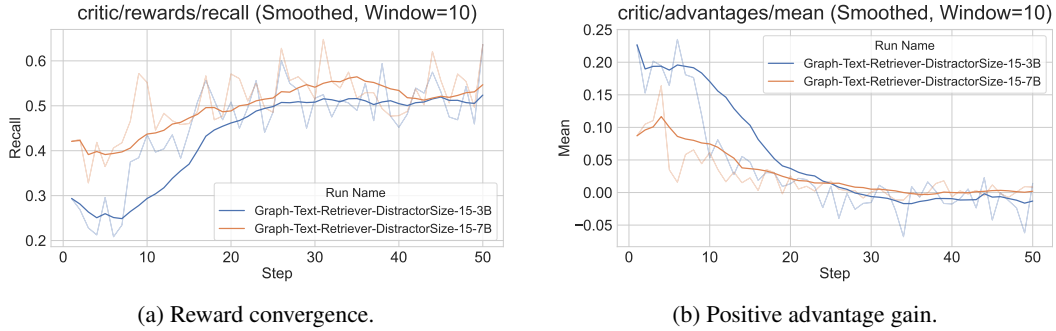 critic/rewards/recall (Smoothed, Window=10)
0.6
0.5
0.4
0.3
0.2
Recall
Run Name
Graph-Text-Retriever-DistractorSize-15-3B
Graph-Text-Retriever-DistractorSize-15-7B
0 10 20 30 40 50
Step
(a) Reward convergence.
critic/advantages/mean (Smoothed, Window=10)
0.25
0.20
0.15
0.10
0.05
0.00
−0.05
Mean
Run Name
Graph-Text-Retriever-DistractorSize-15-3B
Graph-Text-Retriever-DistractorSize-15-7B
0 10 20 30 40 50
Step
(b) Positive advantage gain.